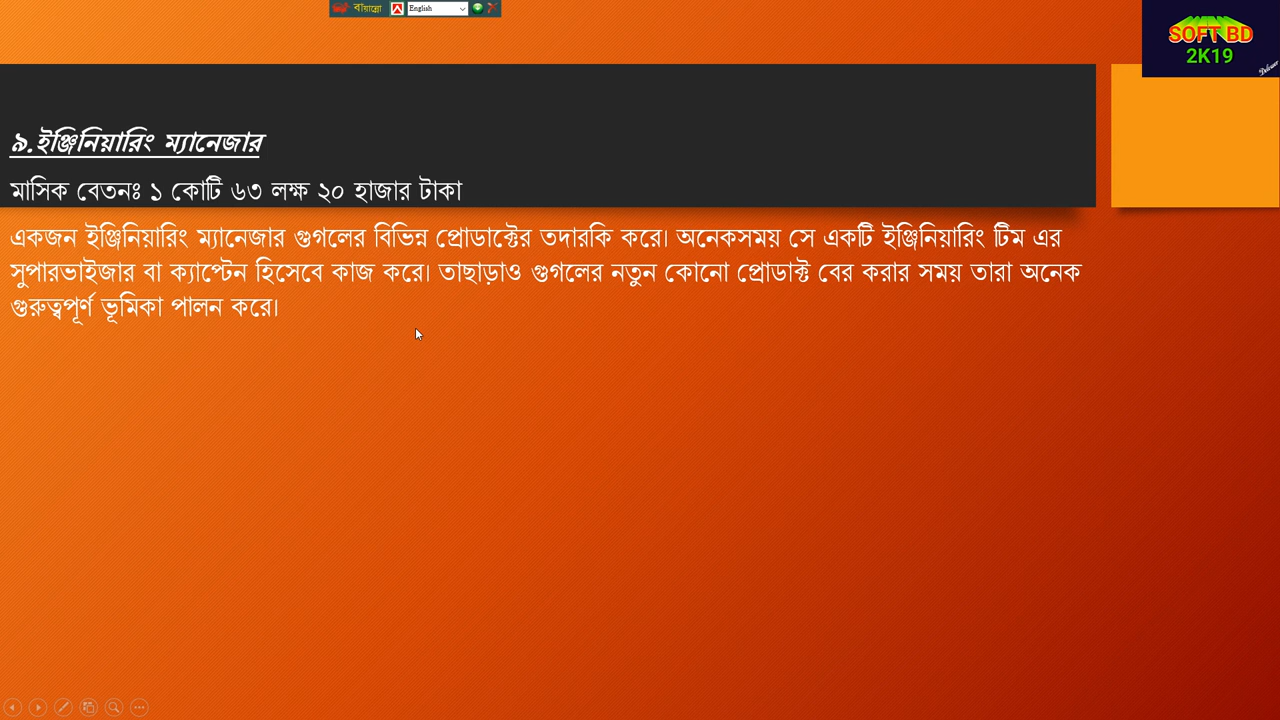 বায়ান্নো
English
SOFT BD
2K19
৯.ইঞ্জিনিয়ারিং ম্যানেজার
মাসিক বেতনঃ ১ কোটি ৬৩ লক্ষ ২০ হাজার টাকা
একজন ইঞ্জিনিয়ারিং ম্যানেজার গুগলের বিভিন্ন প্রোডাক্টের তদারকি করে। অনেকসময় সে একটি ইঞ্জিনিয়ারিং টিম এর
সুপারভাইজার বা ক্যাপ্টেন হিসেবে কাজ করে। তাছাড়াও গুগলের নতুন কোনো প্রোডাক্ট বের করার সময় তারা অনেক
গুরুত্বপূর্ণ ভূমিকা পালন করে।